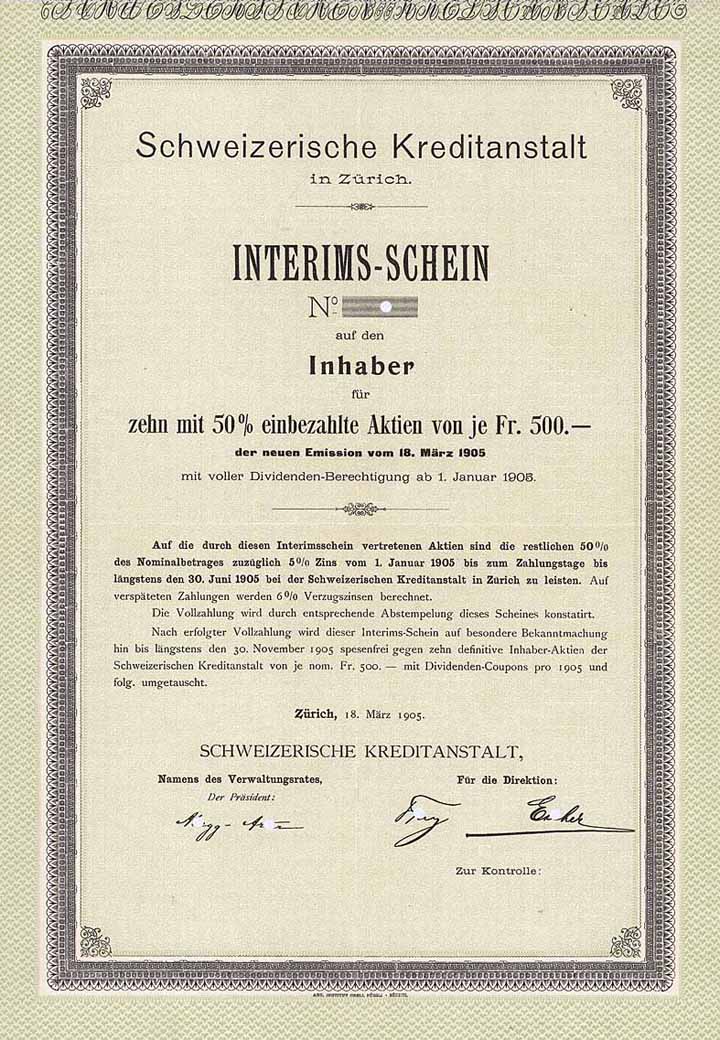 Schweizerische Kreditanstalt
in Zürich.
INTERIMS-SCHEIN
Nº
auf den
Inhaber
für
zehn mit 50% einbezahlte Aktien von je Fr. 500.—
der neuen Emission vom 18. März 1905
mit voller Dividenden-Berechtigung ab 1. Januar 1905.
Auf die durch diesen Interimsschein vertretenen Aktien sind die restlichen 50%
des Nominalbetrages zuzüglich 5% Zins vom 1. Januar 1905 bis zum Zahlungstage bis
längstens den 30. Juni 1905 bei der Schweizerischen Kreditanstalt in Zürich zu leisten. Auf
verspäteten Zahlungen werden 6% Verzugszinsen berechnet.
Die Vollzahlung wird durch entsprechende Abstempelung dieses Scheines konstatirt.
Nach erfolgter Vollzahlung wird dieser Interims-Schein auf besondere Bekanntmachung
hin bis längstens den 30. November 1905 spesenfrei gegen zehn definitive Inhaber-Aktien der
Schweizerischen Kreditanstalt von je nom. Fr. 500. — mit Dividenden-Coupons pro 1905 und
folg. umgetauscht.
Zürich, 18. März 1905.
SCHWEIZERISCHE KREDITANSTALT,
Namens des Verwaltungsrates, Für die Direktion:
Der Präsident:
Zur Kontrolle: